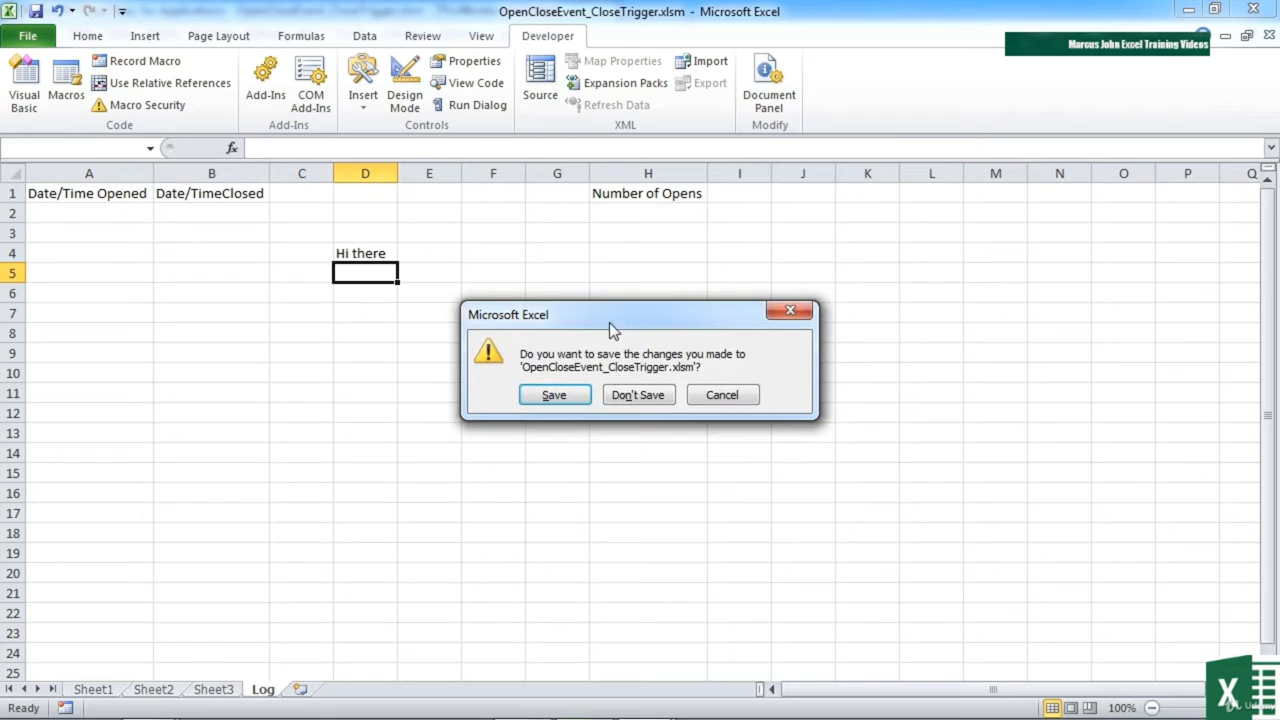 OpenCloseEvent_CloseTrigger.xlsm - Microsoft Excel
File Home Insert Page Layout Formulas Data Review View Developer
Marcus John Excel Training Videos
Visual Basic
Macros
Record Macro
Use Relative References
Macro Security
Code
Add-Ins
COM Add-Ins
Add-Ins
Insert
Design Mode
Properties
View Code
Run Dialog
Controls
Source
Map Properties
Expansion Packs
Refresh Data
Import
Export
XML
Document Panel
Modify
fx
A B C D E F G H I J K L M N O P Q
1 Date/Time Opened Date/TimeClosed Number of Opens
2
3
4 Hi there
5
6
7
8
9
10
11
12
13
14
15
16
17
18
19
20
21
22
23
24
25
Microsoft Excel
Do you want to save the changes you made to
'OpenCloseEvent_CloseTrigger.xlsm'?
Save Don't Save Cancel
Sheet1 Sheet2 Sheet3 Log
Ready 100%
X
Udemy